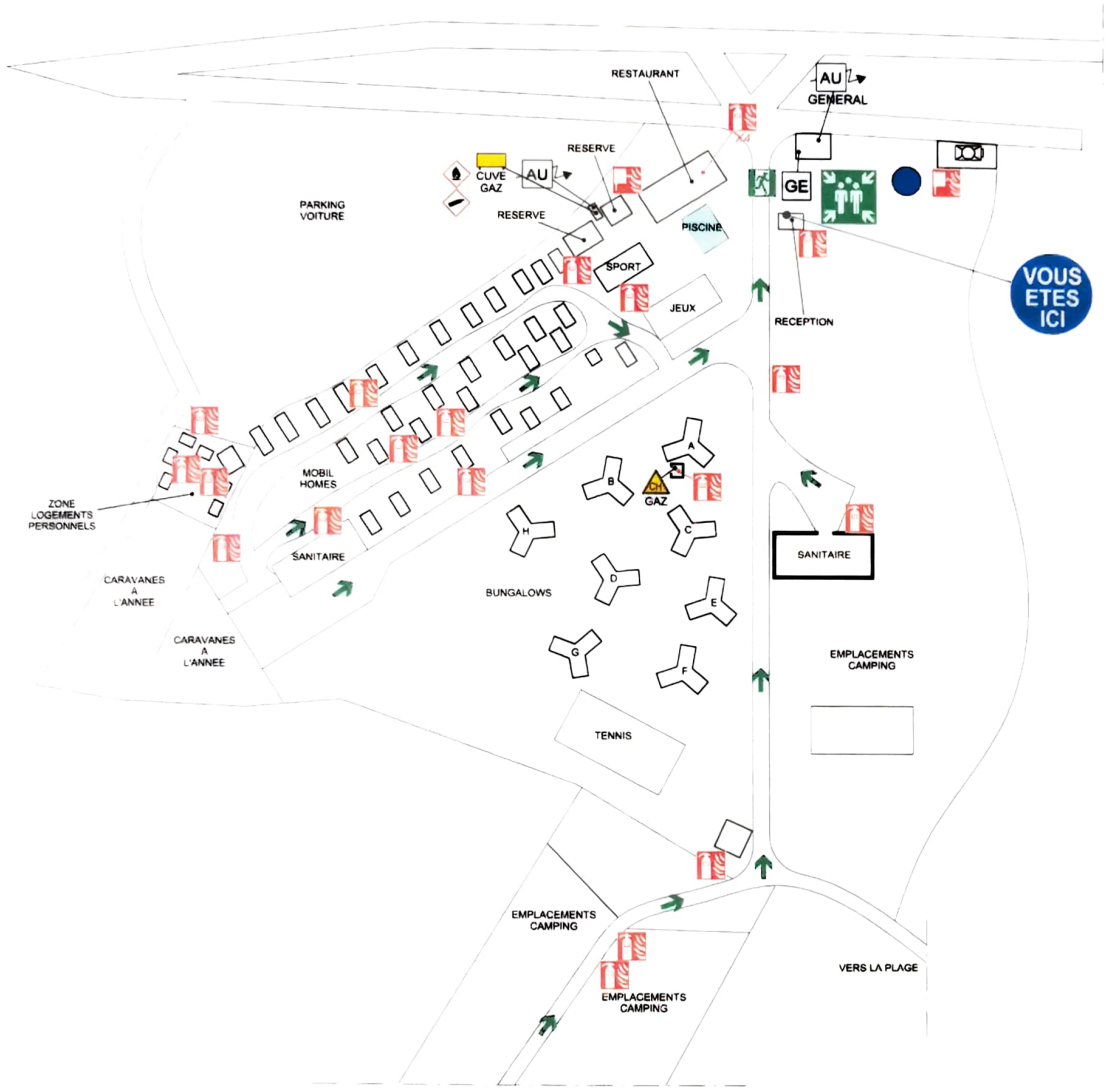 RESTAURANT
AU
GENERAL
RESERVE
CUVE
GAZ
AU
GE
PARKING
VOITURE
RESERVE
PISCINE
SPORT
VOUS
ETES
ICI
JEUX
RECEPTION
A
MOBIL
HOMES
B
CH
GAZ
ZONE
LOGEMENTS
PERSONNELS
C
H
SANITAIRE
SANITAIRE
CARAVANES
A
L'ANNEE
D
BUNGALOWS
E
CARAVANES
A
L'ANNEE
G
F
EMPLACEMENTS
CAMPING
TENNIS
EMPLACEMENTS
CAMPING
VERS LA PLAGE
EMPLACEMENTS
CAMPING